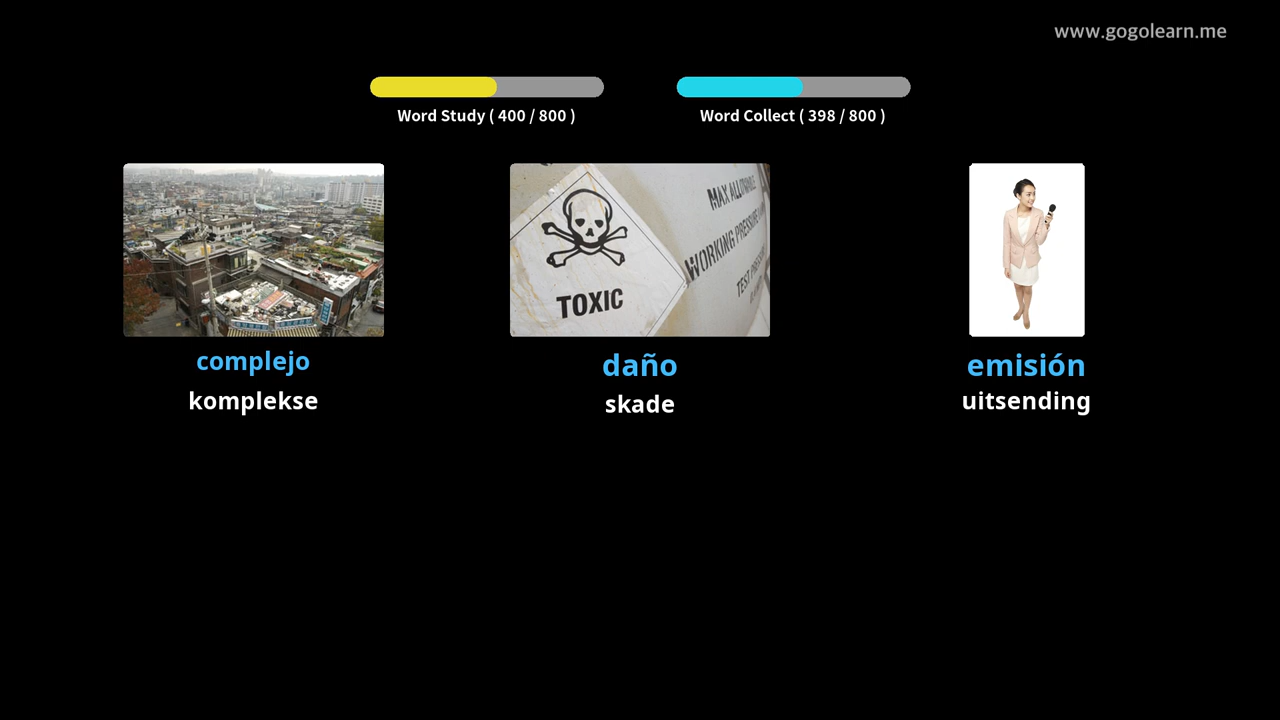 www.gogolearn.me
Word Study ( 400 / 800 )
Word Collect ( 398 / 800 )
TOXIC
MAX ALLOWABLE
WORKING PRESSURE
TEST
complejo
daño
emisión
komplekse
skade
uitsending